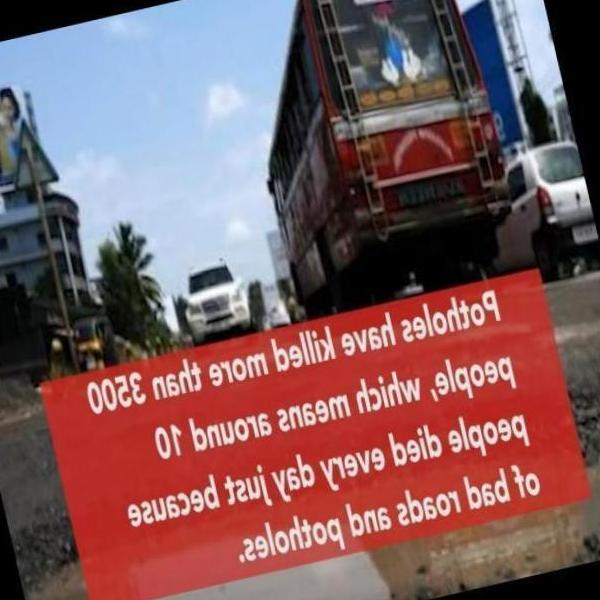 Potholes have killed more than 3500
people, which means around 10
people died every day just because
of bad roads and potholes.